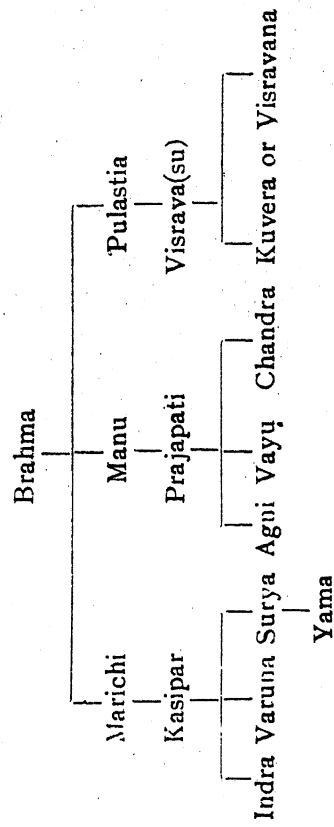 Brahma
Marichi Manu Pulastia
Kasipar Prajapati Visrava(su)
Indra Varuna Surya Agni Vayu Chandra Kuvera or Visravana
Yama